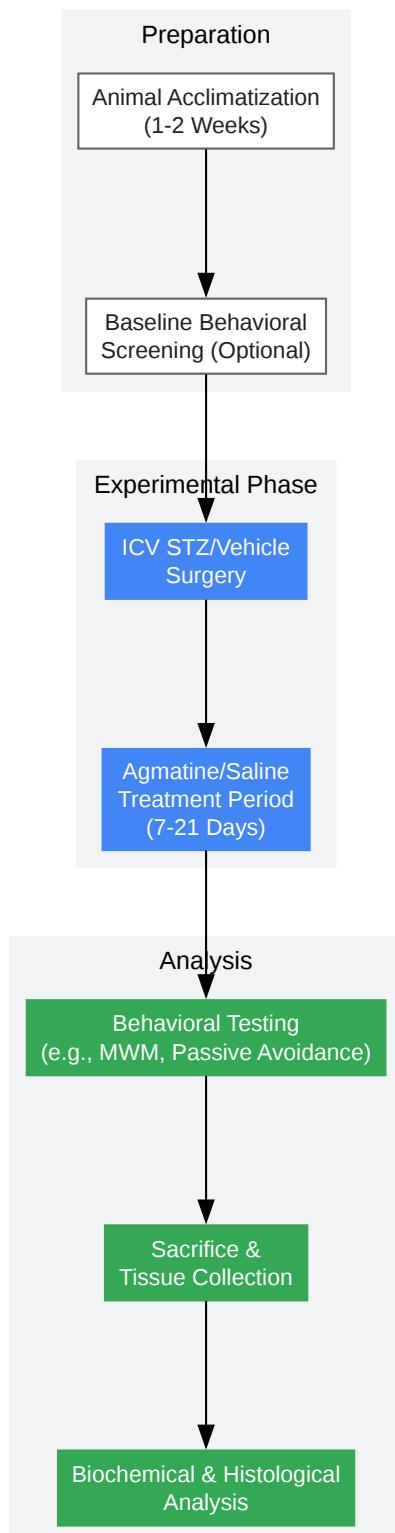 Preparation
Animal Acclimatization
(1-2 Weeks)
Baseline Behavioral
Screening (Optional)
Experimental Phase
ICV STZ/Vehicle
Surgery
Agmatine/Saline
Treatment Period
(7-21 Days)
Analysis
Behavioral Testing
(e.g., MWM, Passive Avoidance)
Sacrifice &
Tissue Collection
Biochemical & Histological
Analysis